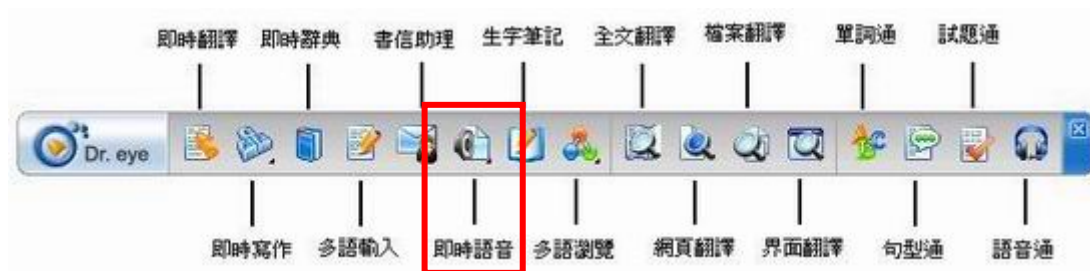 即時翻譯 即時辭典 書信助理 生字筆記 全文翻譯 檔案翻譯 單詞通 試題通
Dr. eye
即時寫作 多語輸入 即時語音 多語瀏覽 網頁翻譯 界面翻譯 句型通 語音通